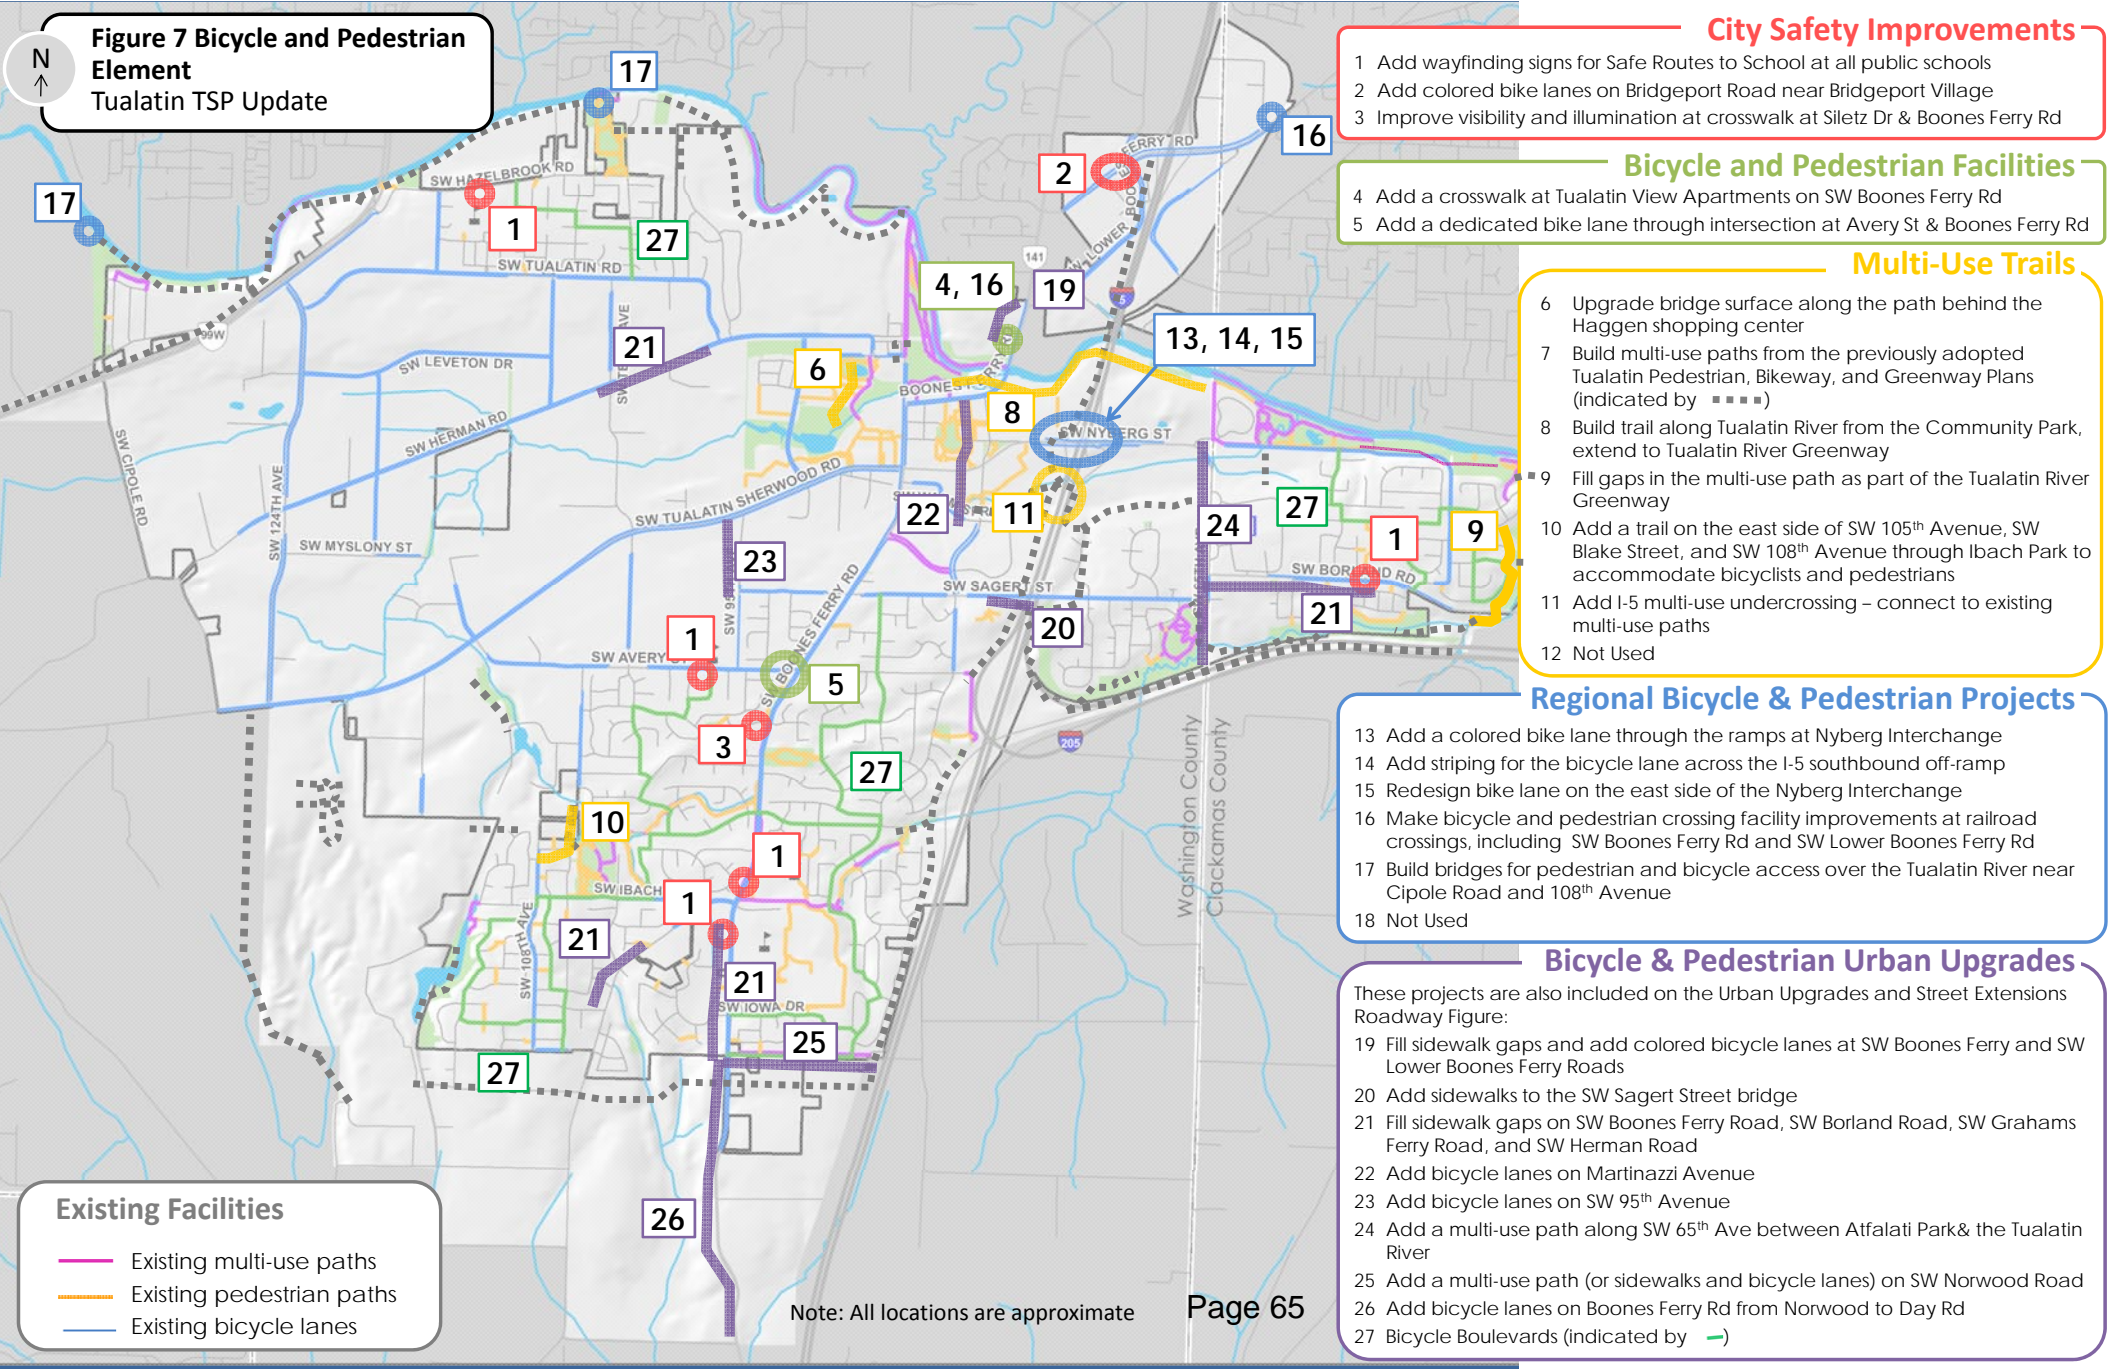 Figure 7 Bicycle and Pedestrian
Element
Tualatin TSP Update
N
City Safety Improvements
1 Add wayfinding signs for Safe Routes to School at all public schools
2 Add colored bike lanes on Bridgeport Road near Bridgeport Village
3 Improve visibility and illumination at crosswalk at Siletz Dr & Boones Ferry Rd
Bicycle and Pedestrian Facilities
4 Add a crosswalk at Tualatin View Apartments on SW Boones Ferry Rd
5 Add a dedicated bike lane through intersection at Avery St & Boones Ferry Rd
Multi-Use Trails
6 Upgrade bridge surface along the path behind the
Haggen shopping center
7 Build multi-use paths from the previously adopted
Tualatin Pedestrian, Bikeway, and Greenway Plans
(indicated by )
8 Build trail along Tualatin River from the Community Park,
extend to Tualatin River Greenway
9 Fill gaps in the multi-use path as part of the Tualatin River
Greenway
10 Add a trail on the east side of SW 105th Avenue, SW
Blake Street, and SW 108th Avenue through Ibach Park to
accommodate bicyclists and pedestrians
11 Add I-5 multi-use undercrossing – connect to existing
multi-use paths
12 Not Used
Regional Bicycle & Pedestrian Projects
13 Add a colored bike lane through the ramps at Nyberg Interchange
14 Add striping for the bicycle lane across the I-5 southbound off-ramp
15 Redesign bike lane on the east side of the Nyberg Interchange
16 Make bicycle and pedestrian crossing facility improvements at railroad
crossings, including SW Boones Ferry Rd and SW Lower Boones Ferry Rd
17 Build bridges for pedestrian and bicycle access over the Tualatin River near
Cipole Road and 108th Avenue
18 Not Used
Bicycle & Pedestrian Urban Upgrades
These projects are also included on the Urban Upgrades and Street Extensions
Roadway Figure:
19 Fill sidewalk gaps and add colored bicycle lanes at SW Boones Ferry and SW
Lower Boones Ferry Roads
20 Add sidewalks to the SW Sagert Street bridge
21 Fill sidewalk gaps on SW Boones Ferry Road, SW Borland Road, SW Grahams
Ferry Road, and SW Herman Road
22 Add bicycle lanes on Martinazzi Avenue
23 Add bicycle lanes on SW 95th Avenue
24 Add a multi-use path along SW 65th Ave between Atfalati Park& the Tualatin
River
25 Add a multi-use path (or sidewalks and bicycle lanes) on SW Norwood Road
26 Add bicycle lanes on Boones Ferry Rd from Norwood to Day Rd
27 Bicycle Boulevards (indicated by )
17
16
2
FERRY RD
17
SW HAZELBROOK RD
1
27
SW TUALATIN RD
141
4, 16
19
SW LOWER BOO
5
13, 14, 15
99W
21
SW LEVETON DR
6
BOONES FERRY R
8
SW NYBERG ST
SW HERMAN RD
SW CIPOLE RD
SW 124TH AVE
SW TUALATIN SHERWOOD RD
22
11
24
27
1
9
SW MYSLONY ST
23
SW SAGERT ST
SW BORLAND RD
21
20
SW 95
SW BOONES FERRY RD
1
SW AVERY ST
5
3
27
205
Washington County
Clackamas County
10
1
SW IBACH
1
SW 108TH AVE
21
21
SW IOWA DR
25
27
26
Existing Facilities
Existing multi-use paths
Existing pedestrian paths
Existing bicycle lanes
Note: All locations are approximate
Page 65